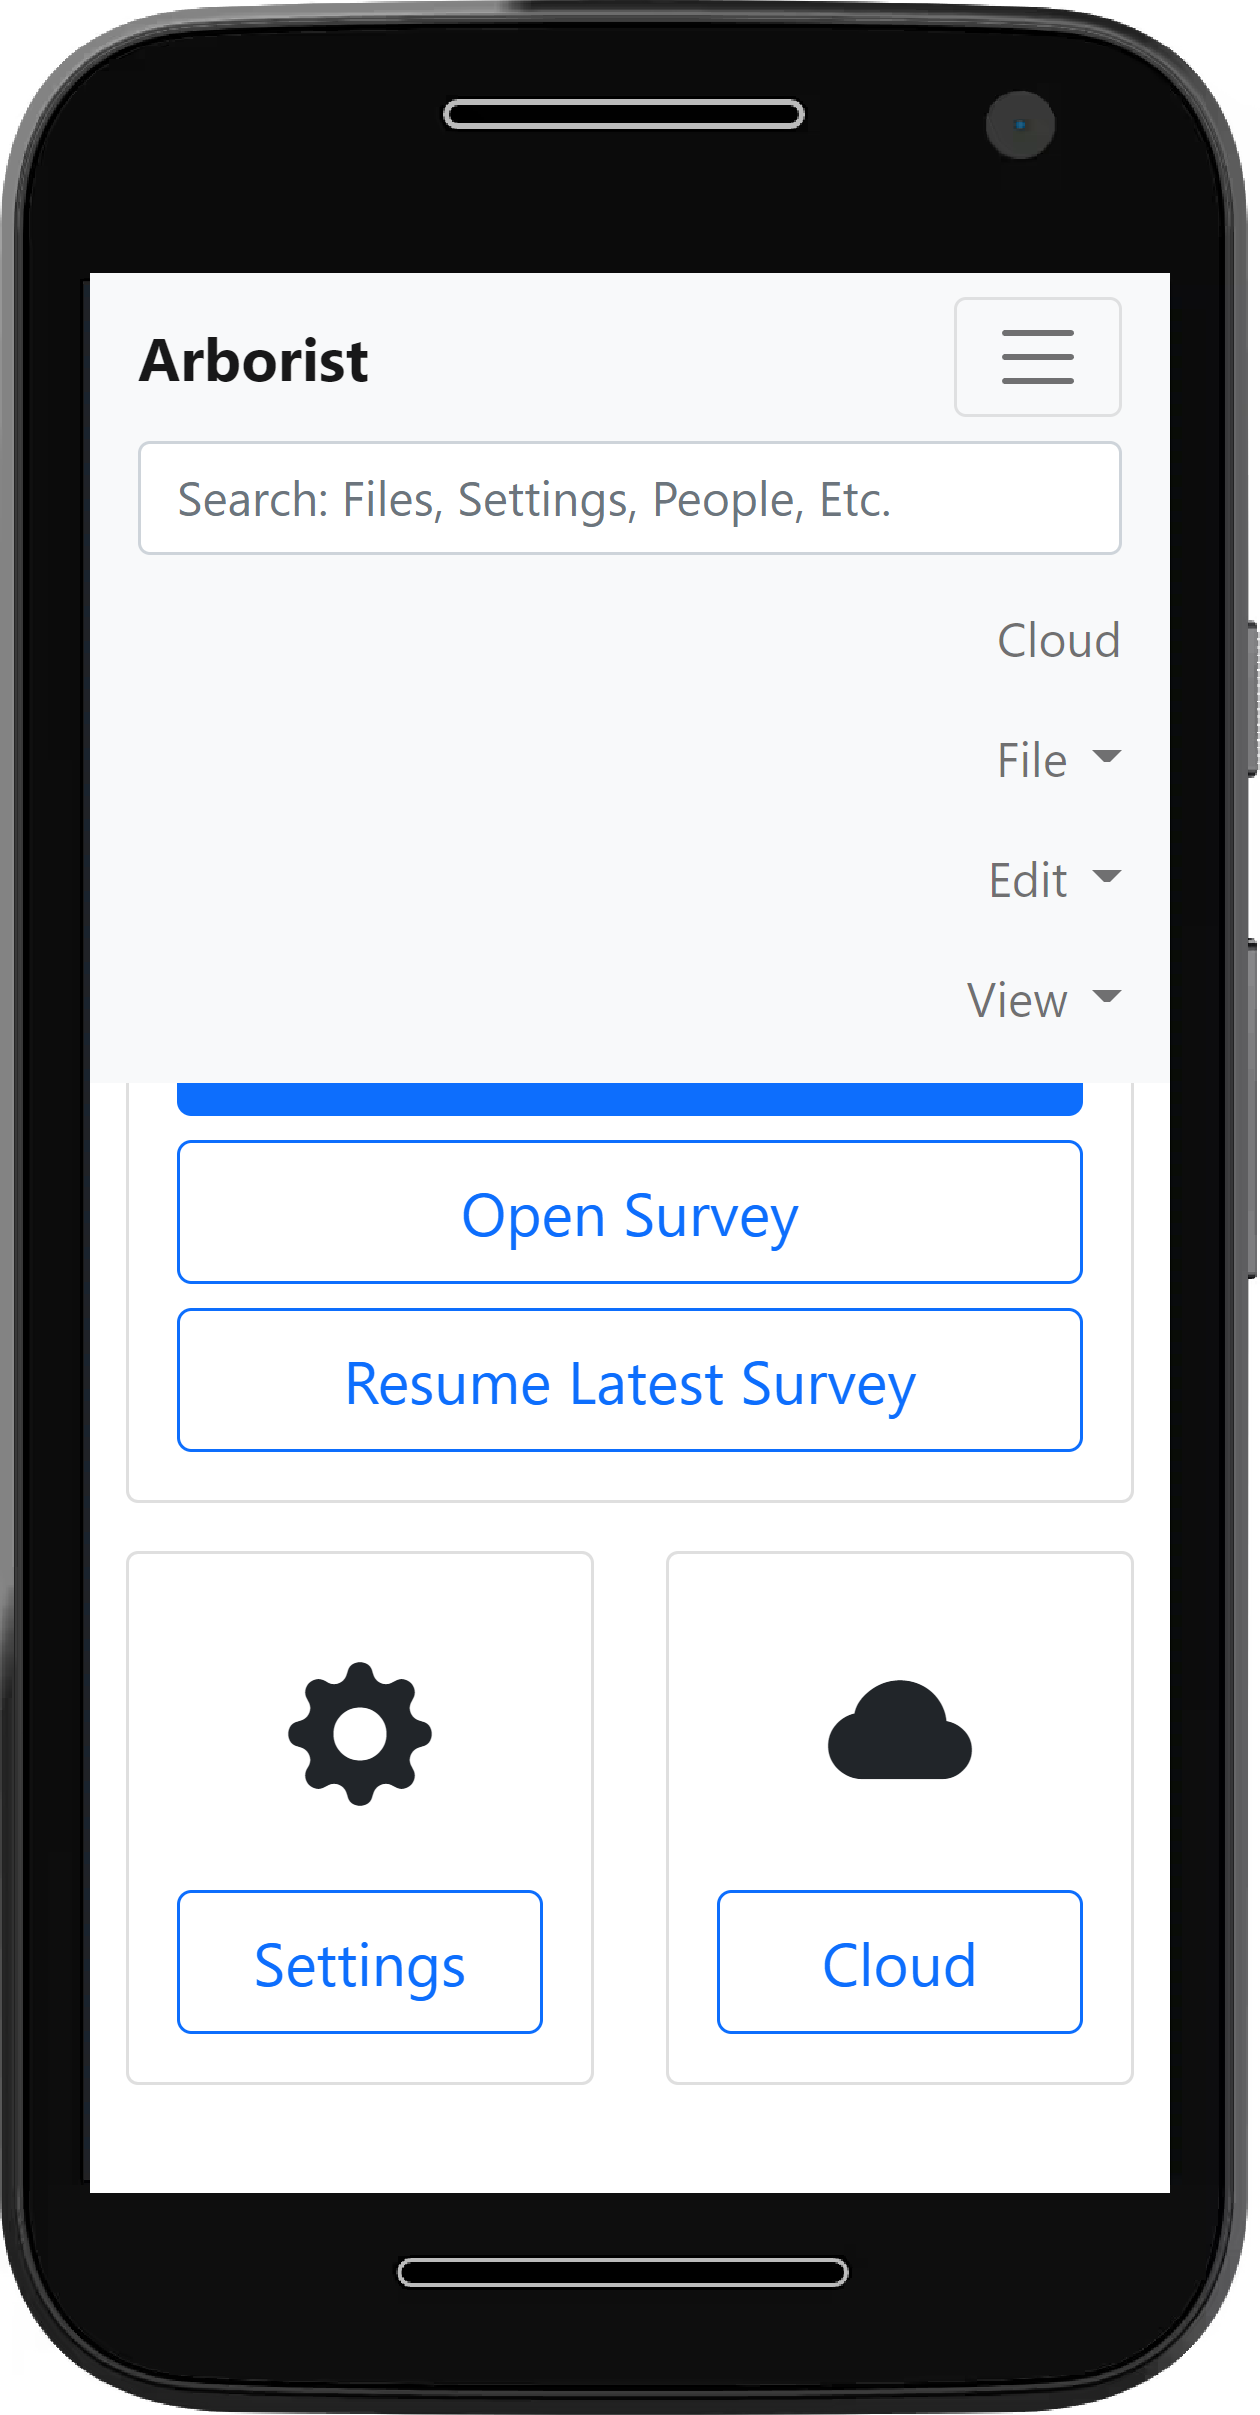 Arborist
Search: Files, Settings, People, Etc.
Cloud
File
Edit
View
Open Survey
Resume Latest Survey
Settings
Cloud